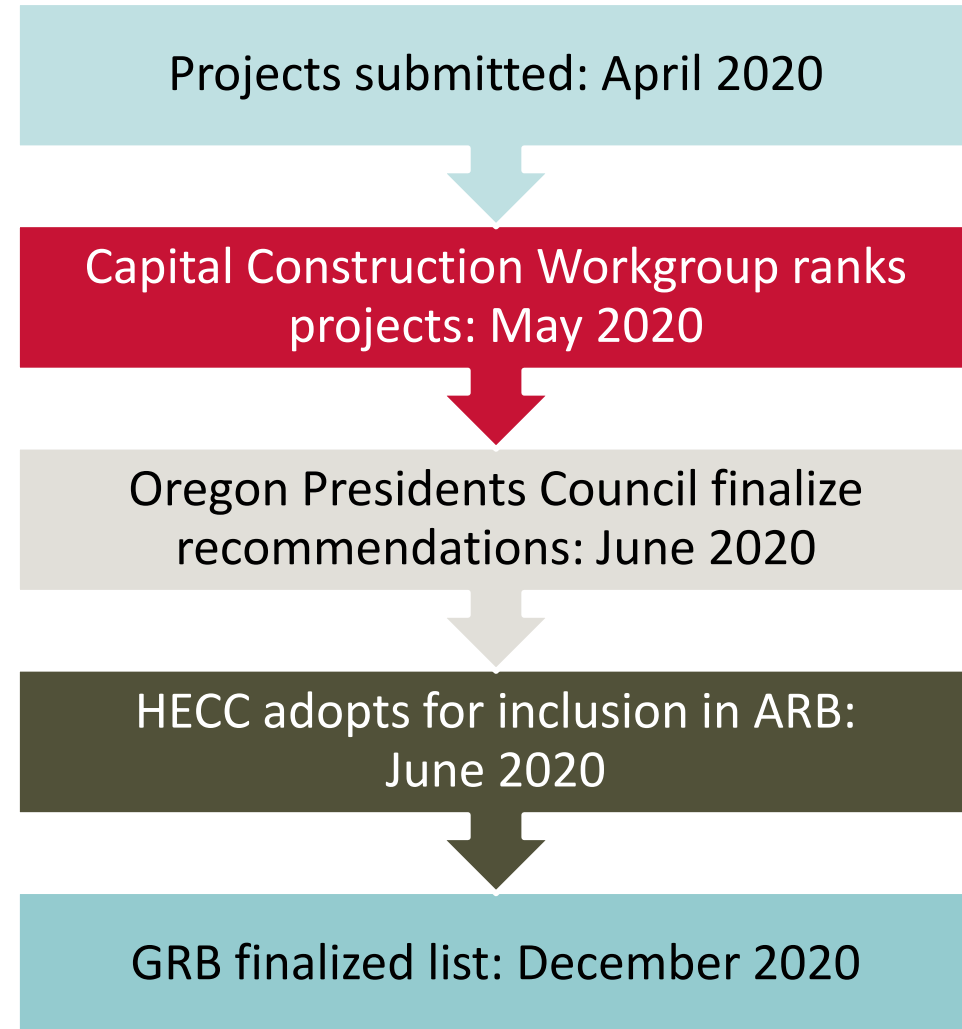 Projects submitted: April 2020
Capital Construction Workgroup ranks
projects: May 2020
Oregon Presidents Council finalize
recommendations: June 2020
HECC adopts for inclusion in ARB:
June 2020
GRB finalized list: December 2020